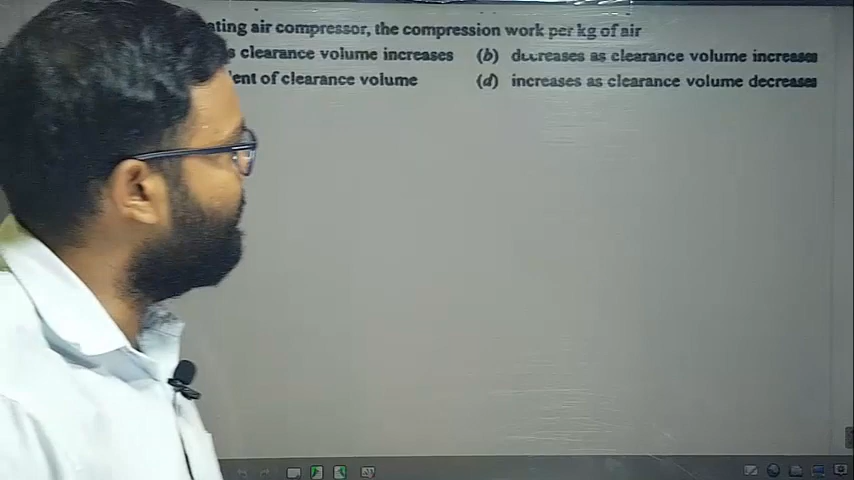 ating air compressor, the compression work per kg of air
s clearance volume increases (b) decreases as clearance volume increases
lent of clearance volume (d) increases as clearance volume decreases